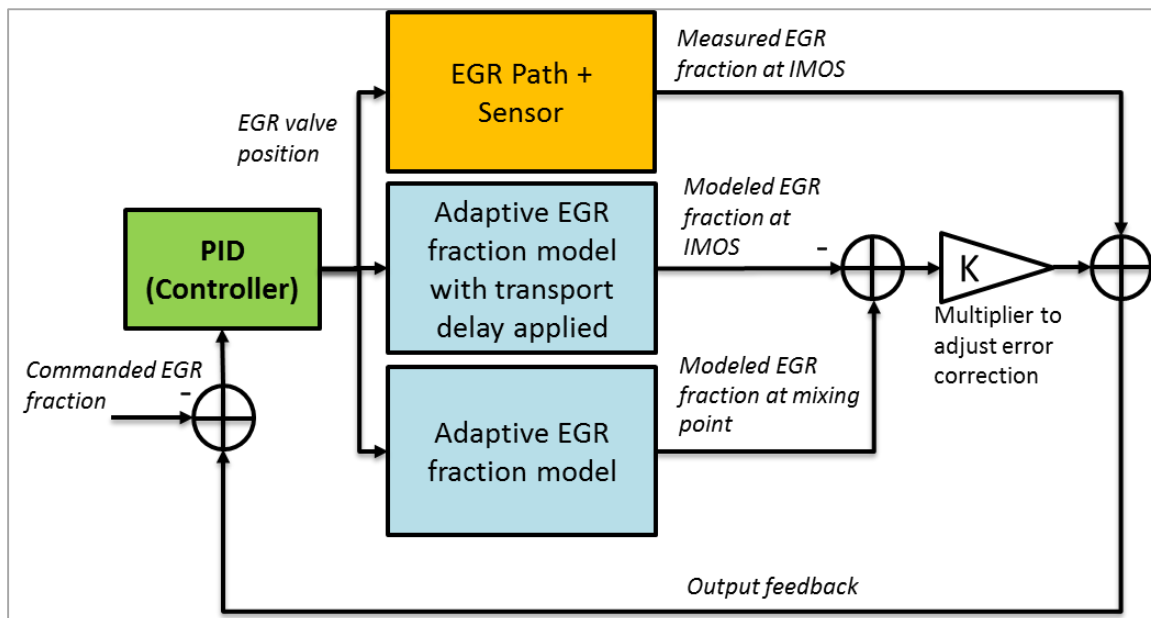 EGR Path +
Sensor
Measured EGR
fraction at IMOS
EGR valve
position
PID
(Controller)
Adaptive EGR
fraction model
with transport
delay applied
Modeled EGR
fraction at
IMOS
-
K
Multiplier to
adjust error
correction
Commanded EGR
fraction
-
Adaptive EGR
fraction model
Modeled EGR
fraction at mixing
point
Output feedback